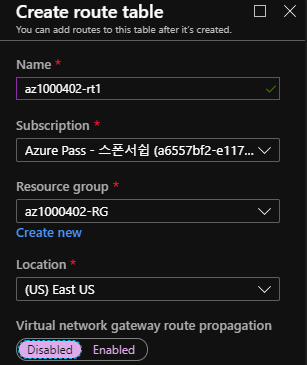 Create route table
You can add routes to this table after it's created.
Name *
az1000402-rt1
Subscription *
Azure Pass - 스폰서쉽 (a6557bf2-e117...
Resource group *
az1000402-RG
Create new
Location *
(US) East US
Virtual network gateway route propagation
Disabled Enabled